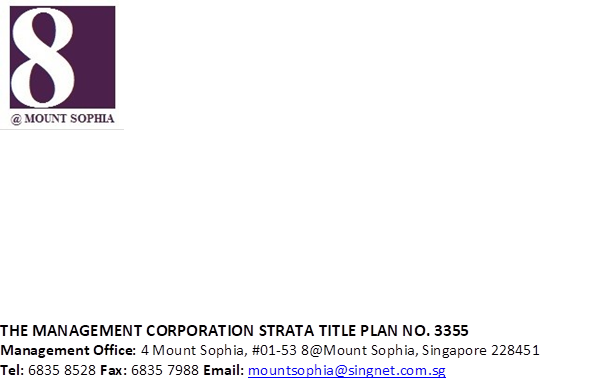 8
@ MOUNT SOPHIA
THE MANAGEMENT CORPORATION STRATA TITLE PLAN NO. 3355
Management Office: 4 Mount Sophia, #01-53 8@Mount Sophia, Singapore 228451
Tel: 6835 8528 Fax: 6835 7988 Email: mountsophia@singnet.com.sg